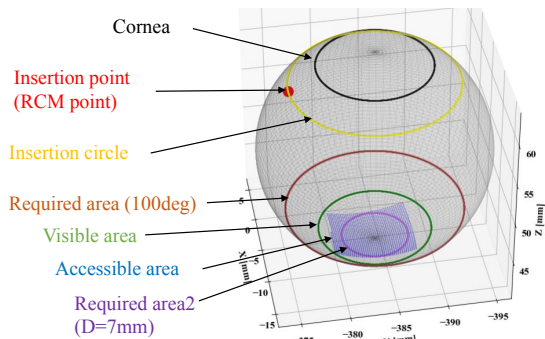 Cornea
Insertion point
(RCM point)
Insertion circle
Required area (100deg)
Visible area
Accessible area
Required area2
(D=7mm)
5
0
-5
-10
-15
X [mm]
-380
-385
-390
-395
60
55
50
45
Z [mm]